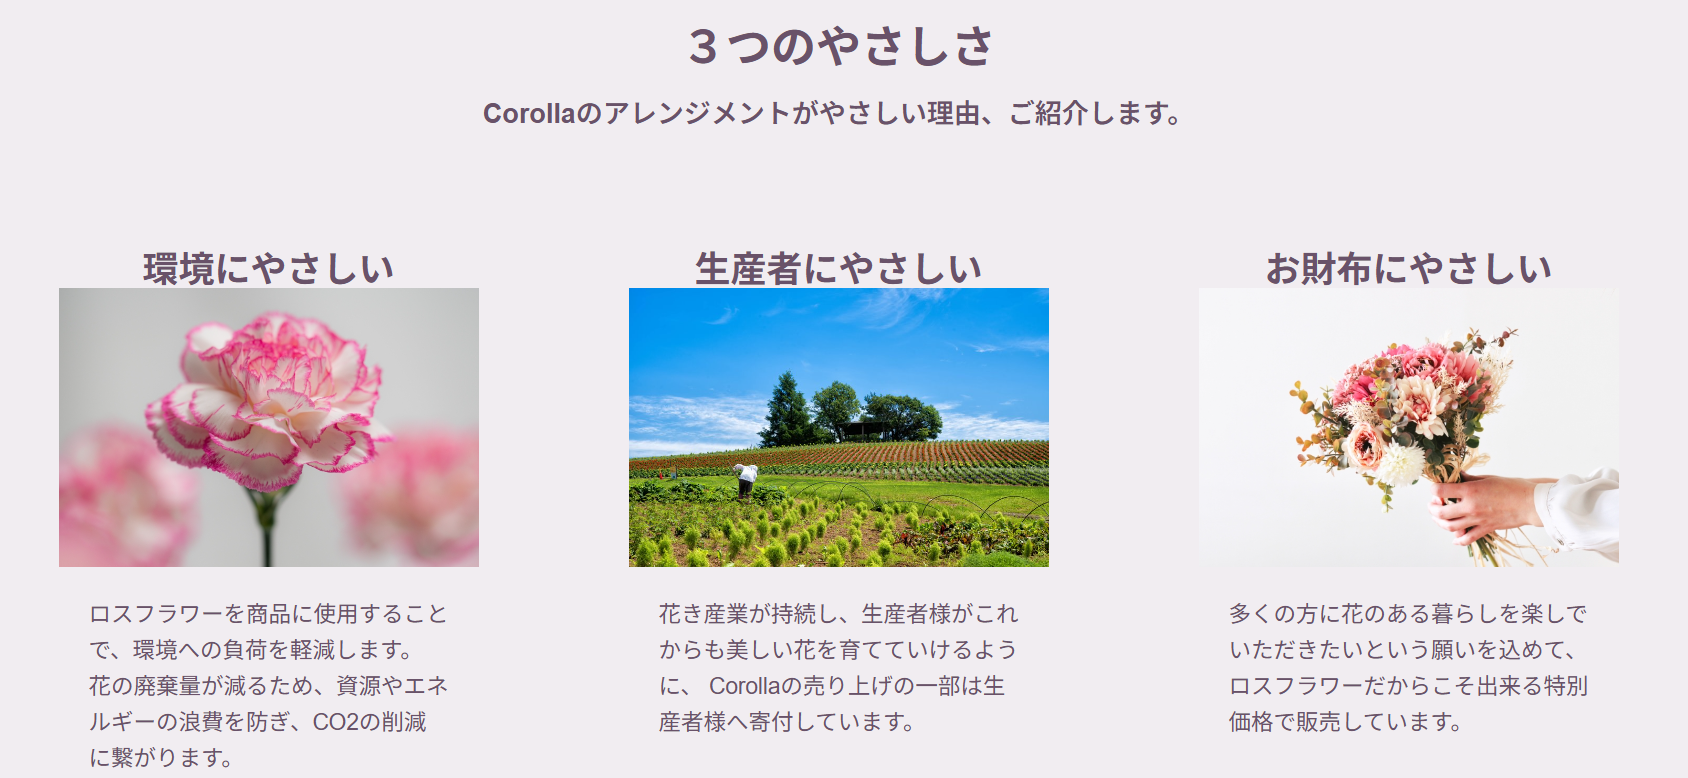 ３つのやさしさ
Corollaのアレンジメントがやさしい理由、ご紹介します。
環境にやさしい
ロスフラワーを商品に使用すること
で、環境への負荷を軽減します。
花の廃棄量が減るため、資源やエネ
ルギーの浪費を防ぎ、CO2の削減
に繋がります。
生産者にやさしい
花き産業が持続し、生産者様がこれ
からも美しい花を育てていけるよう
に、 Corollaの売り上げの一部は生
産者様へ寄付しています。
お財布にやさしい
多くの方に花のある暮らしを楽しで
いただきたいという願いを込めて、
ロスフラワーだからこそ出来る特別
価格で販売しています。